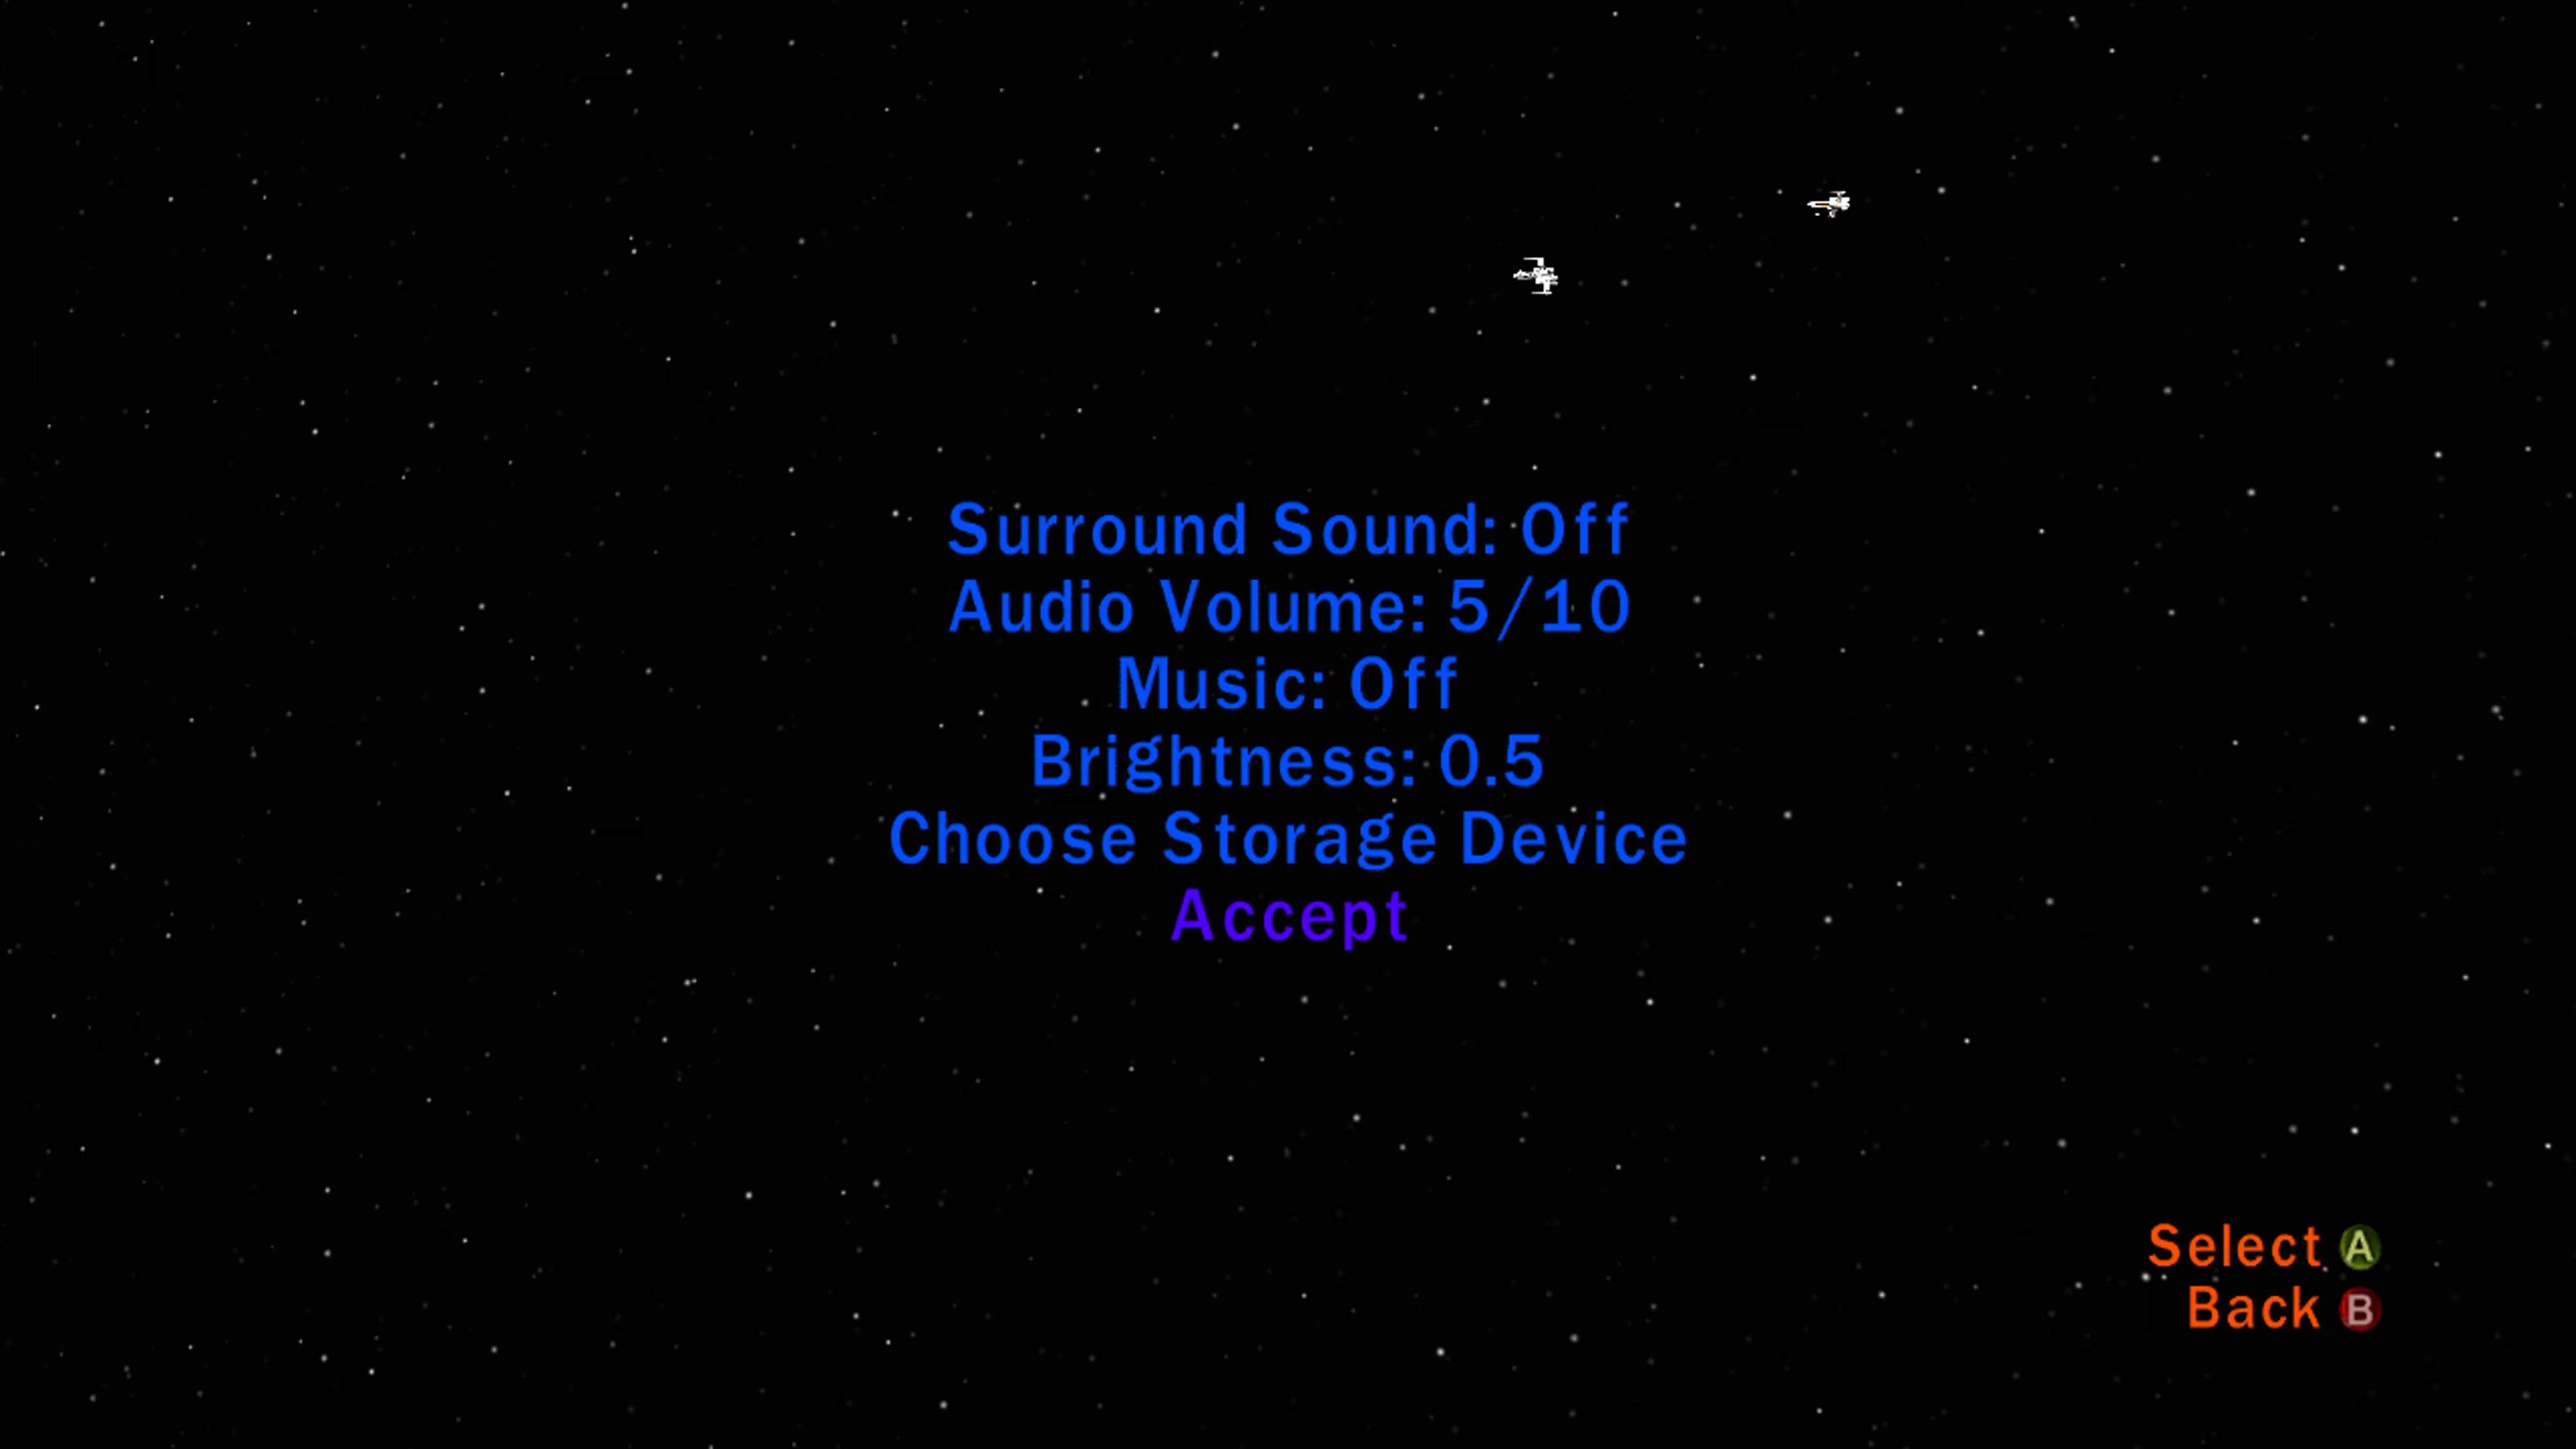 Surround Sound: Off
Audio Volume: 5/10
Music: Off
Brightness: 0.5
Choose Storage Device
Accept
Select A
Back B